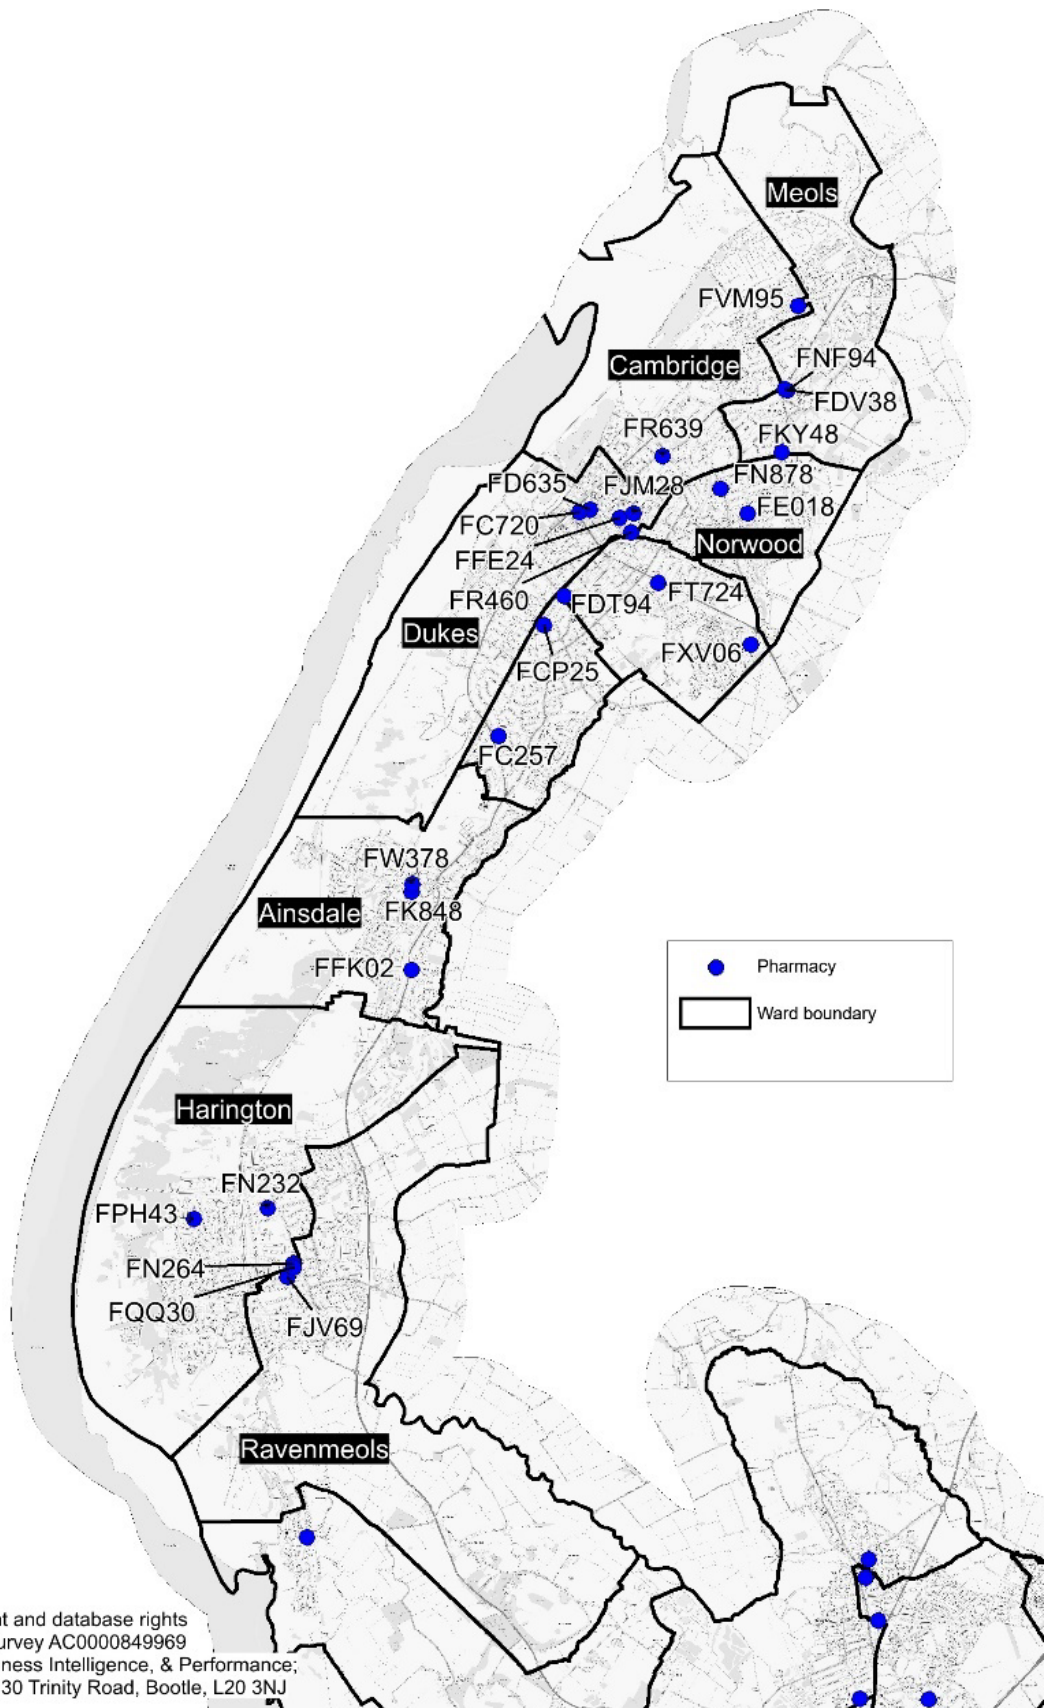 Meols
FVM95
Cambridge
FNF94
FDV38
FR639
FKY48
FD635
FJM28
FN878
FC720
FE018
FFE24
Norwood
FR460
FDT94
FT724
Dukes
FCP25
FXV06
FC257
FW378
Ainsdale
FK848
FFK02
Pharmacy
Ward boundary
Harington
FN232
FPH43
FN264
FQQ30
FJV69
Ravenmeols
nt and database rights
urvey AC0000849969
ness Intelligence, & Performance;
30 Trinity Road, Bootle, L20 3NJ